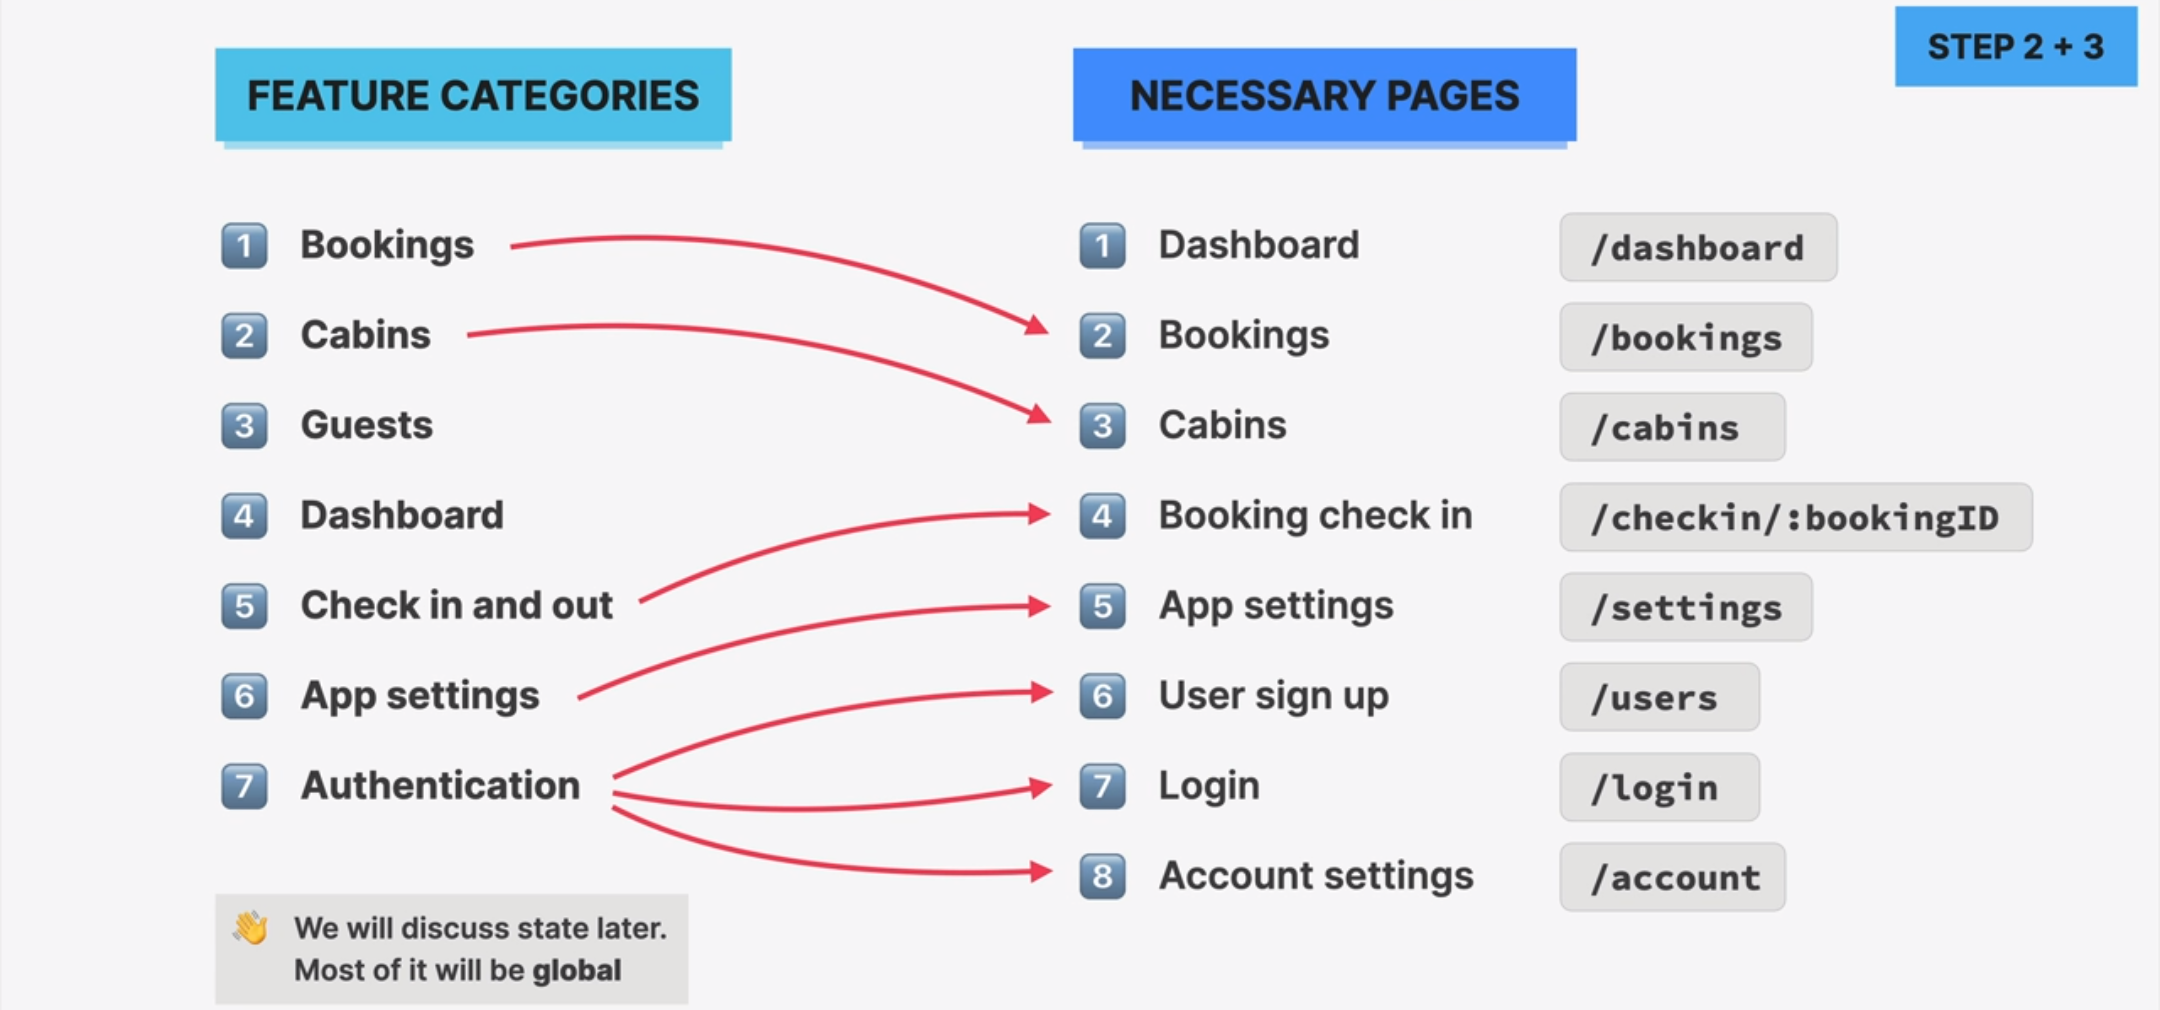 STEP 2 + 3
FEATURE CATEGORIES
1 Bookings
2 Cabins
3 Guests
4 Dashboard
5 Check in and out
6 App settings
7 Authentication
👋 We will discuss state later.
Most of it will be global
NECESSARY PAGES
1 Dashboard /dashboard
2 Bookings /bookings
3 Cabins /cabins
4 Booking check in /checkin/:bookingID
5 App settings /settings
6 User sign up /users
7 Login /login
8 Account settings /account